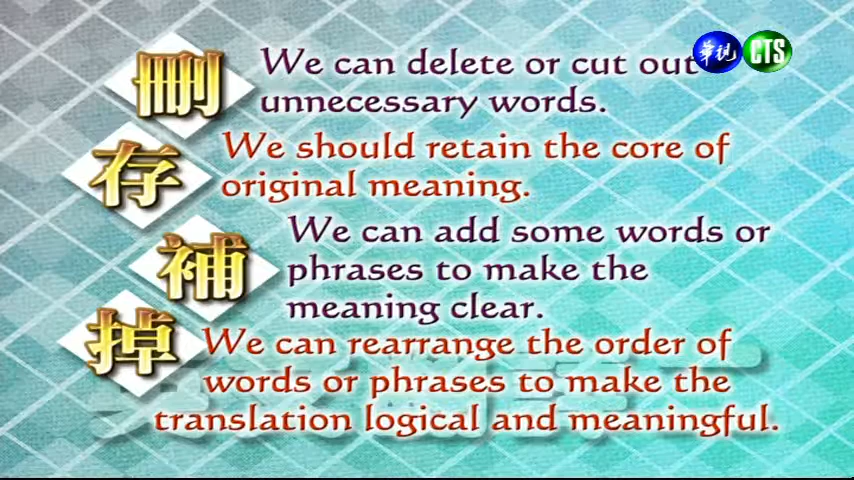 華視 CTS
刪 We can delete or cut out
unnecessary words.
存 We should retain the core of
original meaning.
補 We can add some words or
phrases to make the
meaning clear.
掉 We can rearrange the order of
words or phrases to make the
translation logical and meaningful.